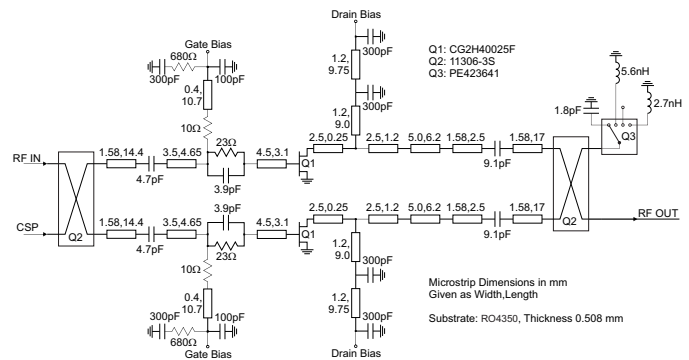 Drain Bias
Gate Bias
680Ω
300pF
100pF
0.4,
10.7
10Ω
23Ω
3.9pF
1.2,
9.75
300pF
300pF
1.2,
9.0
Q1: CG2H40025F
Q2: 11306-3S
Q3: PE423641
5.6nH
1.8pF
2.7nH
Q3
RF IN
1.58,14.4
3.5,4.65
4.7pF
4.5,3.1
Q1
2.5,0.25
2.5,1.2
5.0,6.2
1.58,2.5
1.58,17
9.1pF
CSP
Q2
1.58,14.4
3.5,4.65
4.7pF
3.9pF
23Ω
4.5,3.1
Q1
2.5,0.25
2.5,1.2
5.0,6.2
1.58,2.5
1.58,17
9.1pF
Q2
RF OUT
10Ω
0.4,
10.7
300pF
100pF
680Ω
Gate Bias
1.2,
9.0
300pF
1.2,
9.75
300pF
Drain Bias
Microstrip Dimensions in mm
Given as Width,Length
Substrate: RO4350, Thickness 0.508 mm